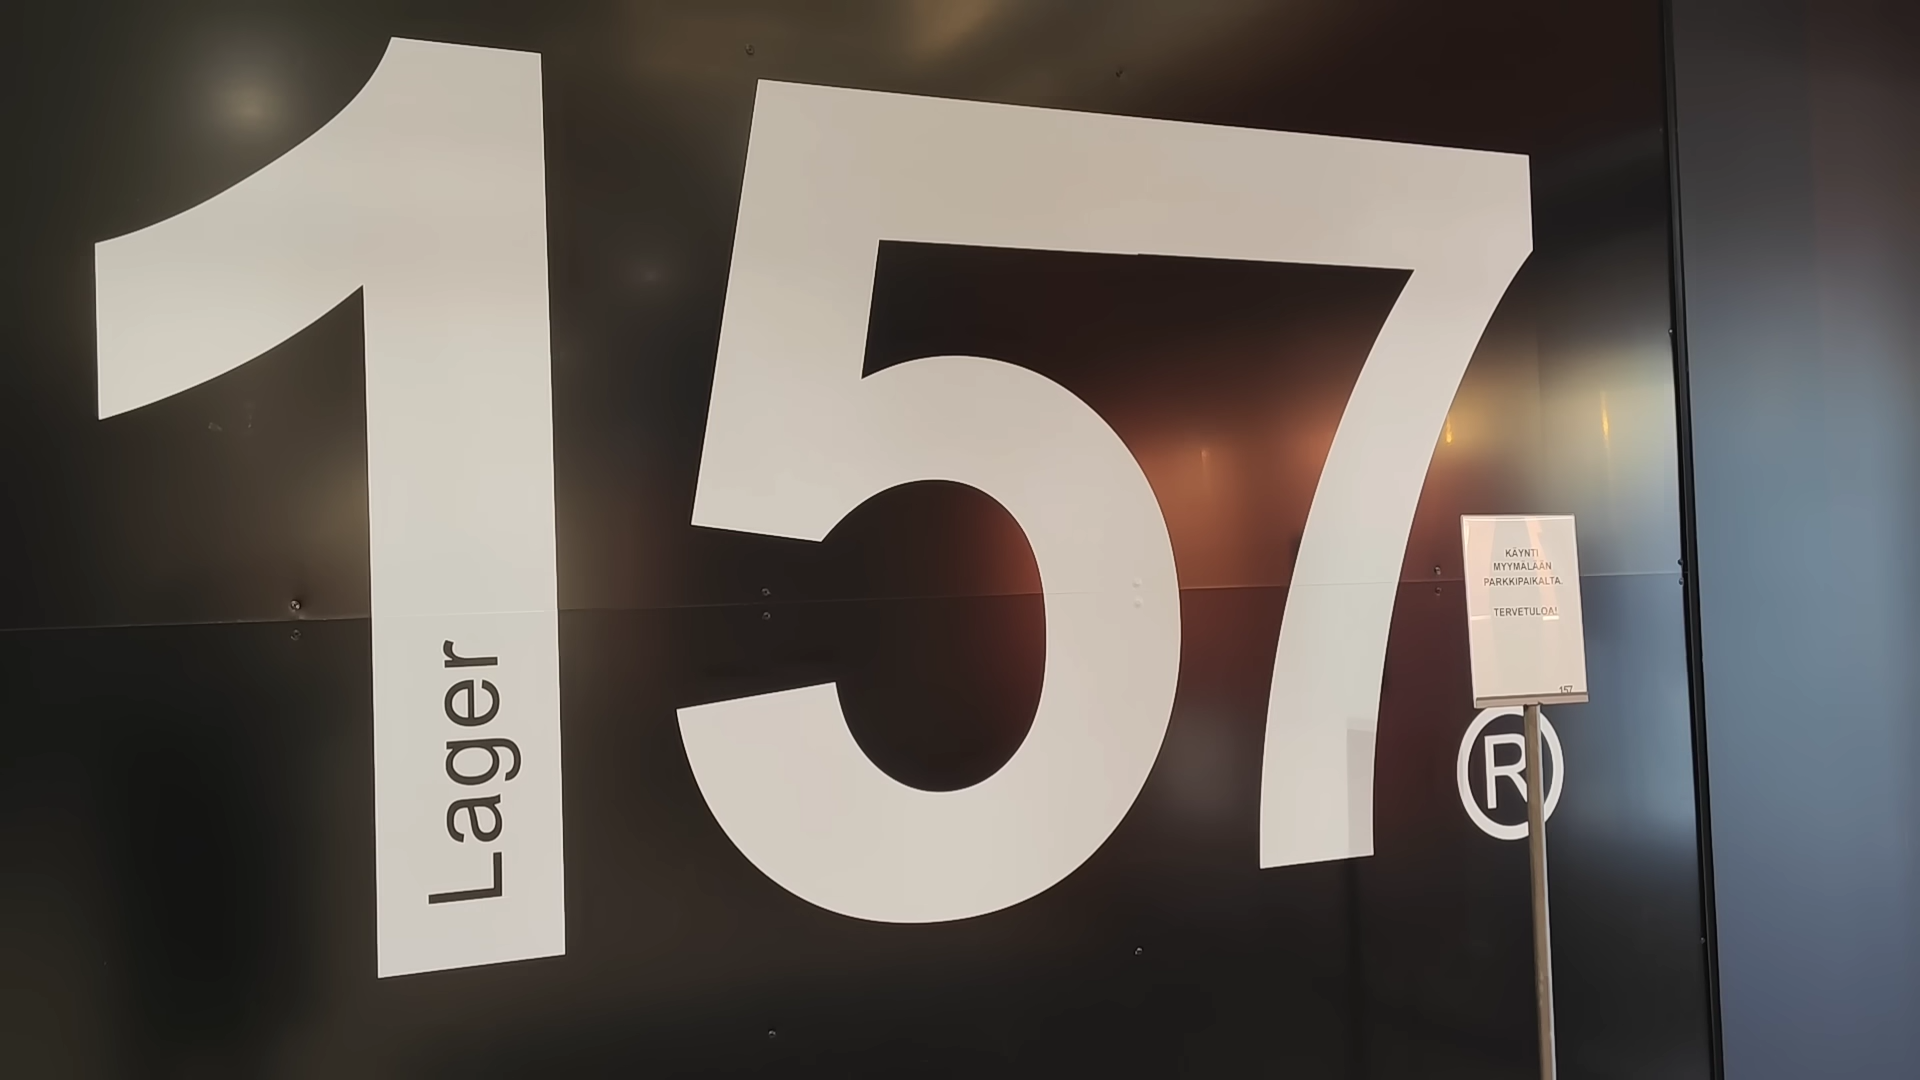 157
Lager
®
KÄYNTI
MYYMÄLÄÄN
PARKKIPAIKALTA.
TERVETULOA!
157